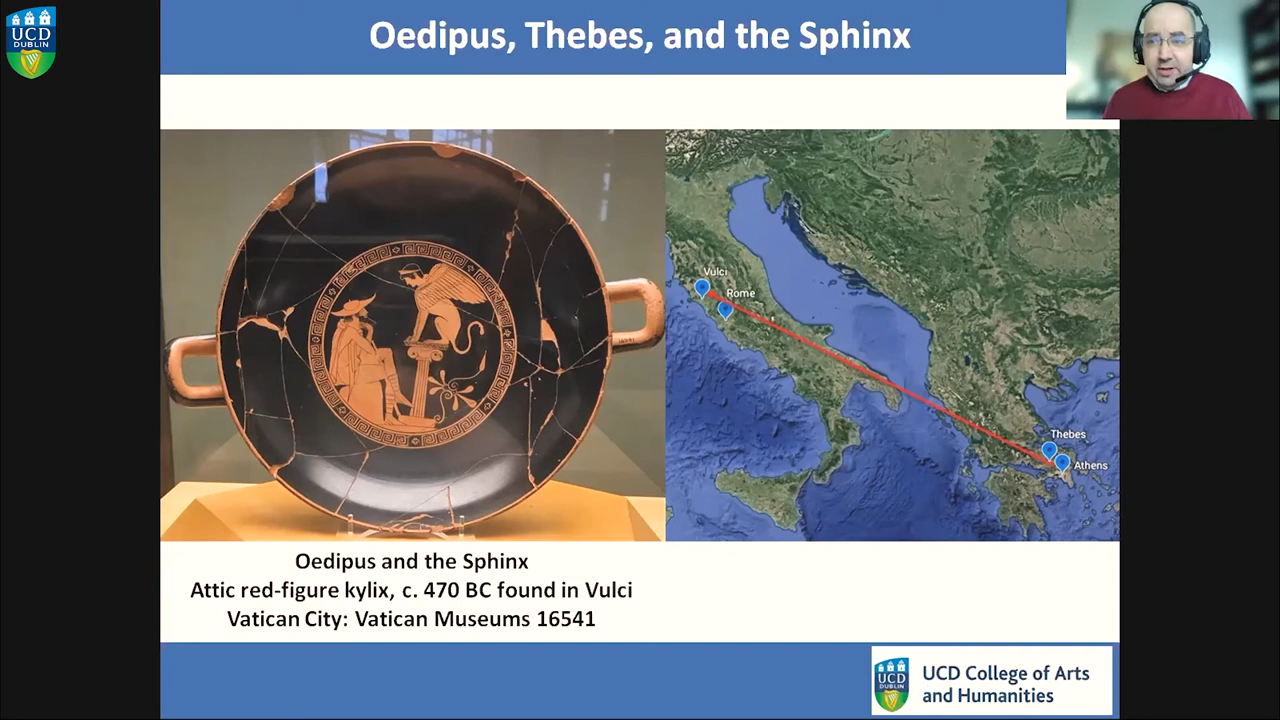 UCD
DUBLIN
Oedipus, Thebes, and the Sphinx
Vulci
Rome
Thebes
Athens
Oedipus and the Sphinx
Attic red-figure kylix, c. 470 BC found in Vulci
Vatican City: Vatican Museums 16541
UCD
DUBLIN
UCD College of Arts
and Humanities